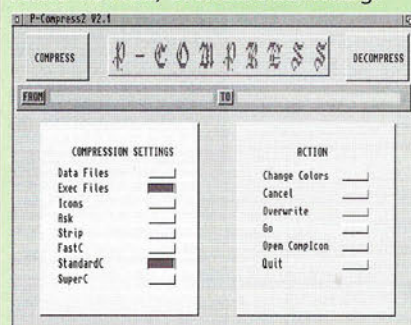 P-Compress2 V2.1
COMPRESS
P-COMPRESS
DECOMPRESS
FROM
TO
COMPRESSION SETTINGS
Data Files
Exec Files
Icons
Ask
Strip
FastC
StandardC
SuperC
ACTION
Change Colors
Cancel
Overwrite
Go
Open CompIcon
Quit